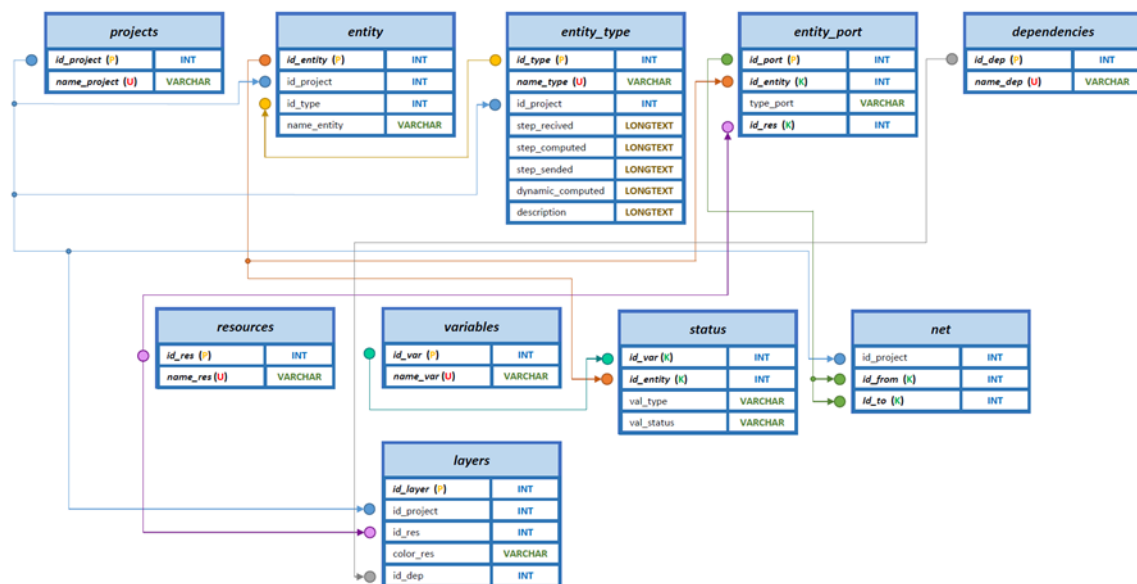 projects
id_project (P) INT
name_project (U) VARCHAR
entity
id_entity (P) INT
id_project INT
id_type INT
name_entity VARCHAR
entity_type
id_type (P) INT
name_type (U) VARCHAR
id_project INT
step_recived LONGTEXT
step_computed LONGTEXT
step_sended LONGTEXT
dynamic_computed LONGTEXT
description LONGTEXT
entity_port
id_port (P) INT
id_entity (K) INT
type_port VARCHAR
id_res (K) INT
dependencies
id_dep (P) INT
name_dep (U) VARCHAR
resources
id_res (P) INT
name_res (U) VARCHAR
variables
id_var (P) INT
name_var (U) VARCHAR
status
id_var (K) INT
id_entity (K) INT
val_type VARCHAR
val_status VARCHAR
net
id_project INT
id_from (K) INT
id_to (K) INT
layers
id_layer (P) INT
id_project INT
id_res INT
color_res VARCHAR
id_dep INT